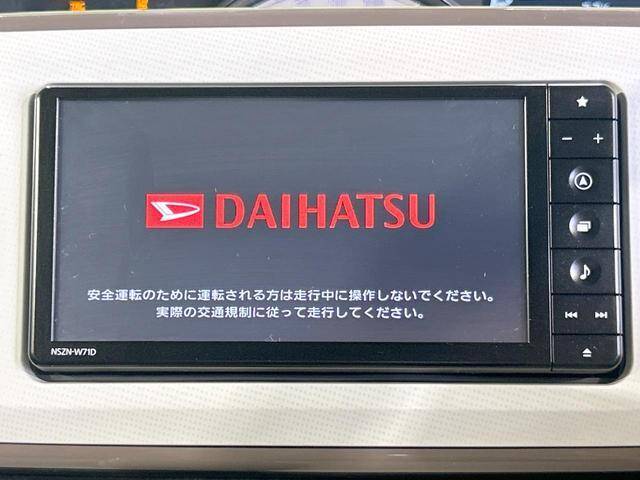 DAIHATSU
安全運転のために運転される方は走行中に操作しないでください。
実際の交通規制に従って走行してください。
NSZN-W71D